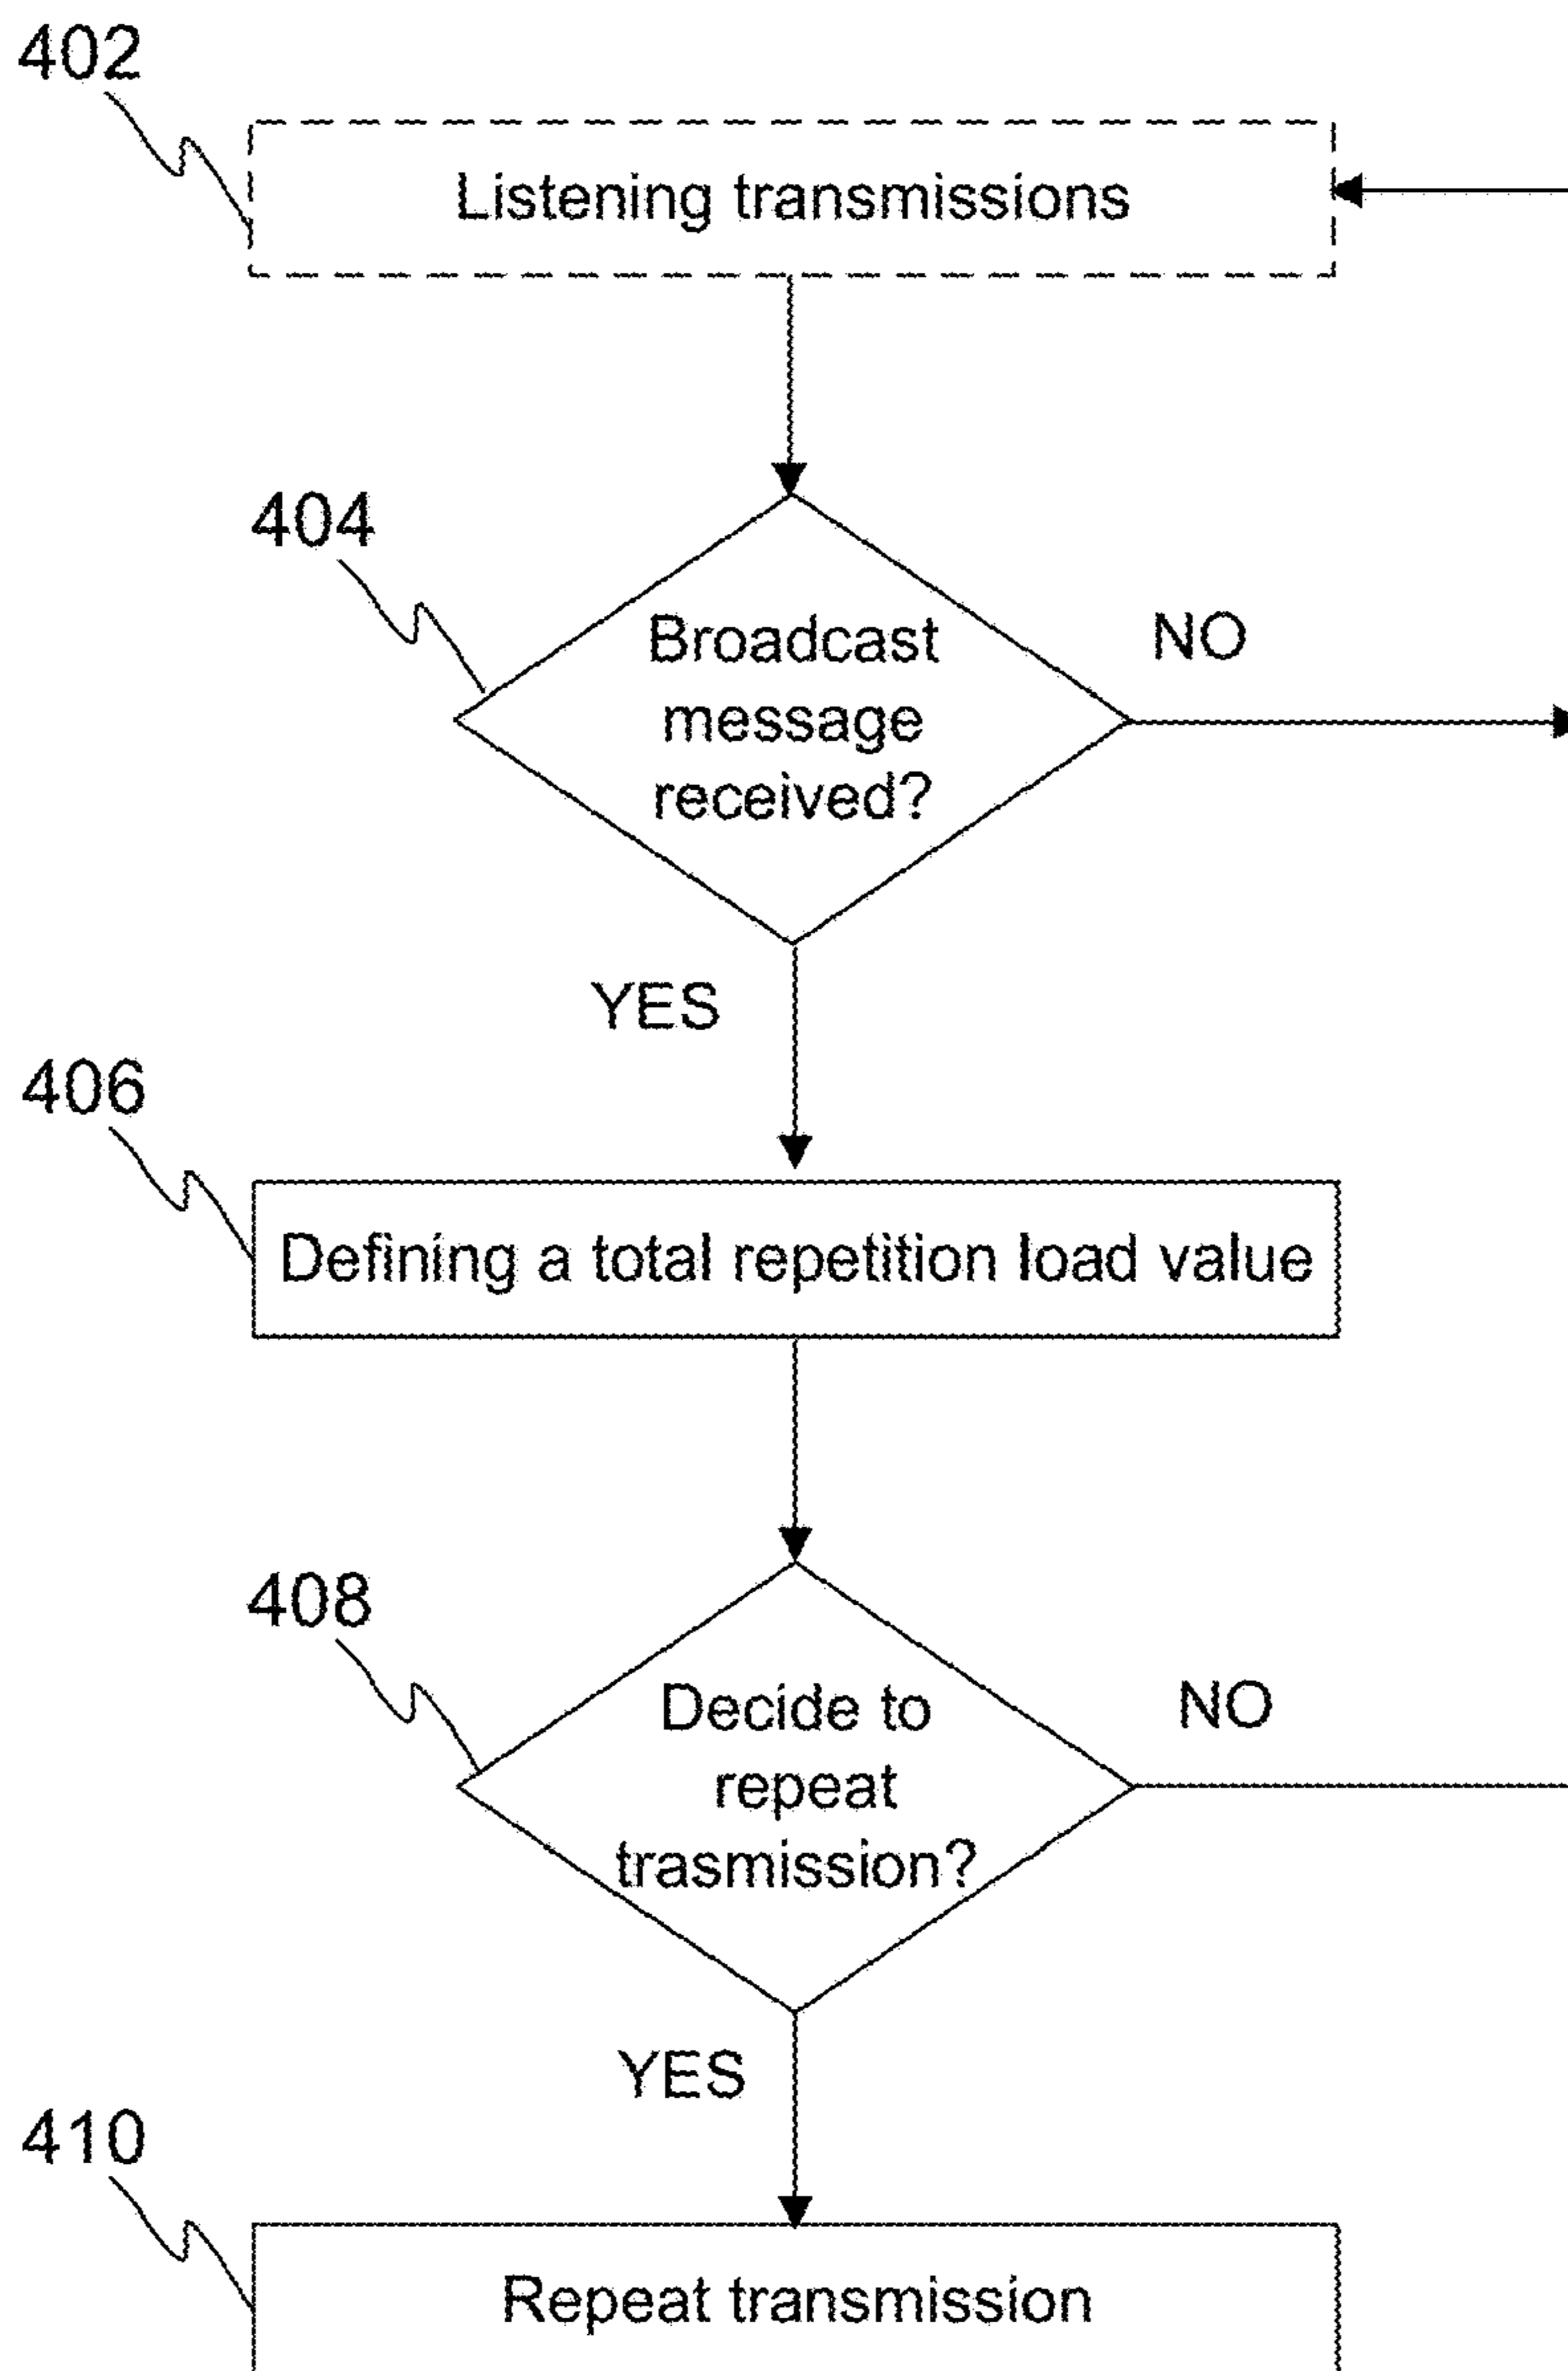 402
Listening transmissions
404
Broadcast
message
received?
NO
YES
406
Defining a total repetition load value
408
Decide to
repeat
trasmission?
NO
YES
410
Repeat transmission